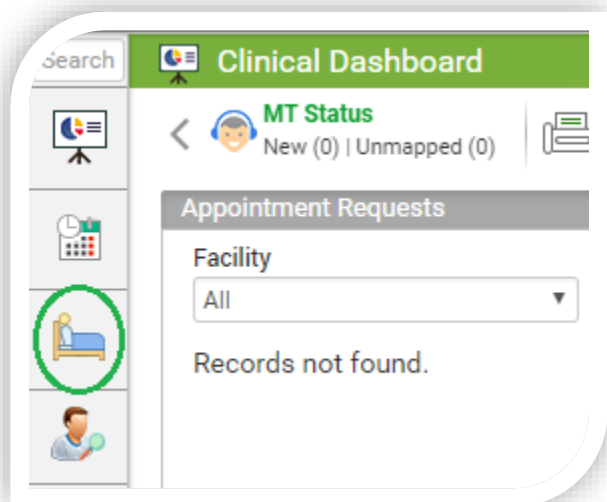 Search
Clinical Dashboard
MT Status
New (0) | Unmapped (0)
Appointment Requests
Facility
All
Records not found.